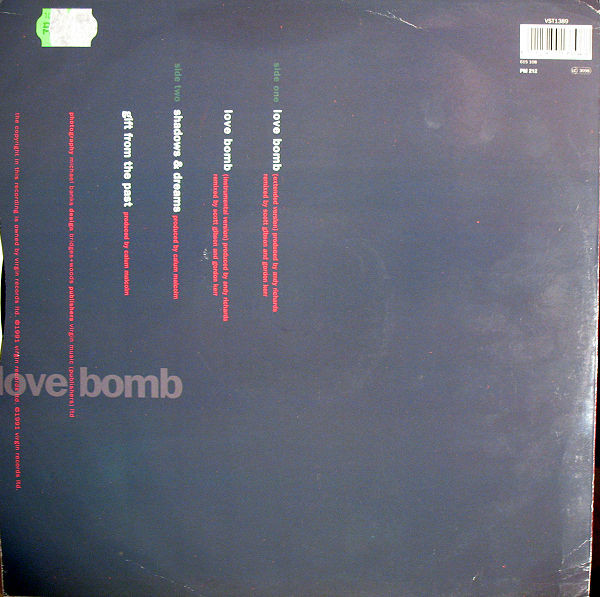 VST1389
615 108
PM 212
LC 3098
side one love bomb (extended version) produced by andy richards
remixed by scott gibson and gordon kerr
love bomb (instrumental version) produced by andy richards
remixed by scott gibson and gordon kerr
side two shadows & dreams produced by calum malcolm
gift from the past produced by calum malcolm
photography michael banks design bridges+woods publishers virgin music (publishers) ltd
the copyright in this recording is owned by virgin records ltd. ℗1991 virgin records ltd. ©1991 virgin records ltd.
love bomb